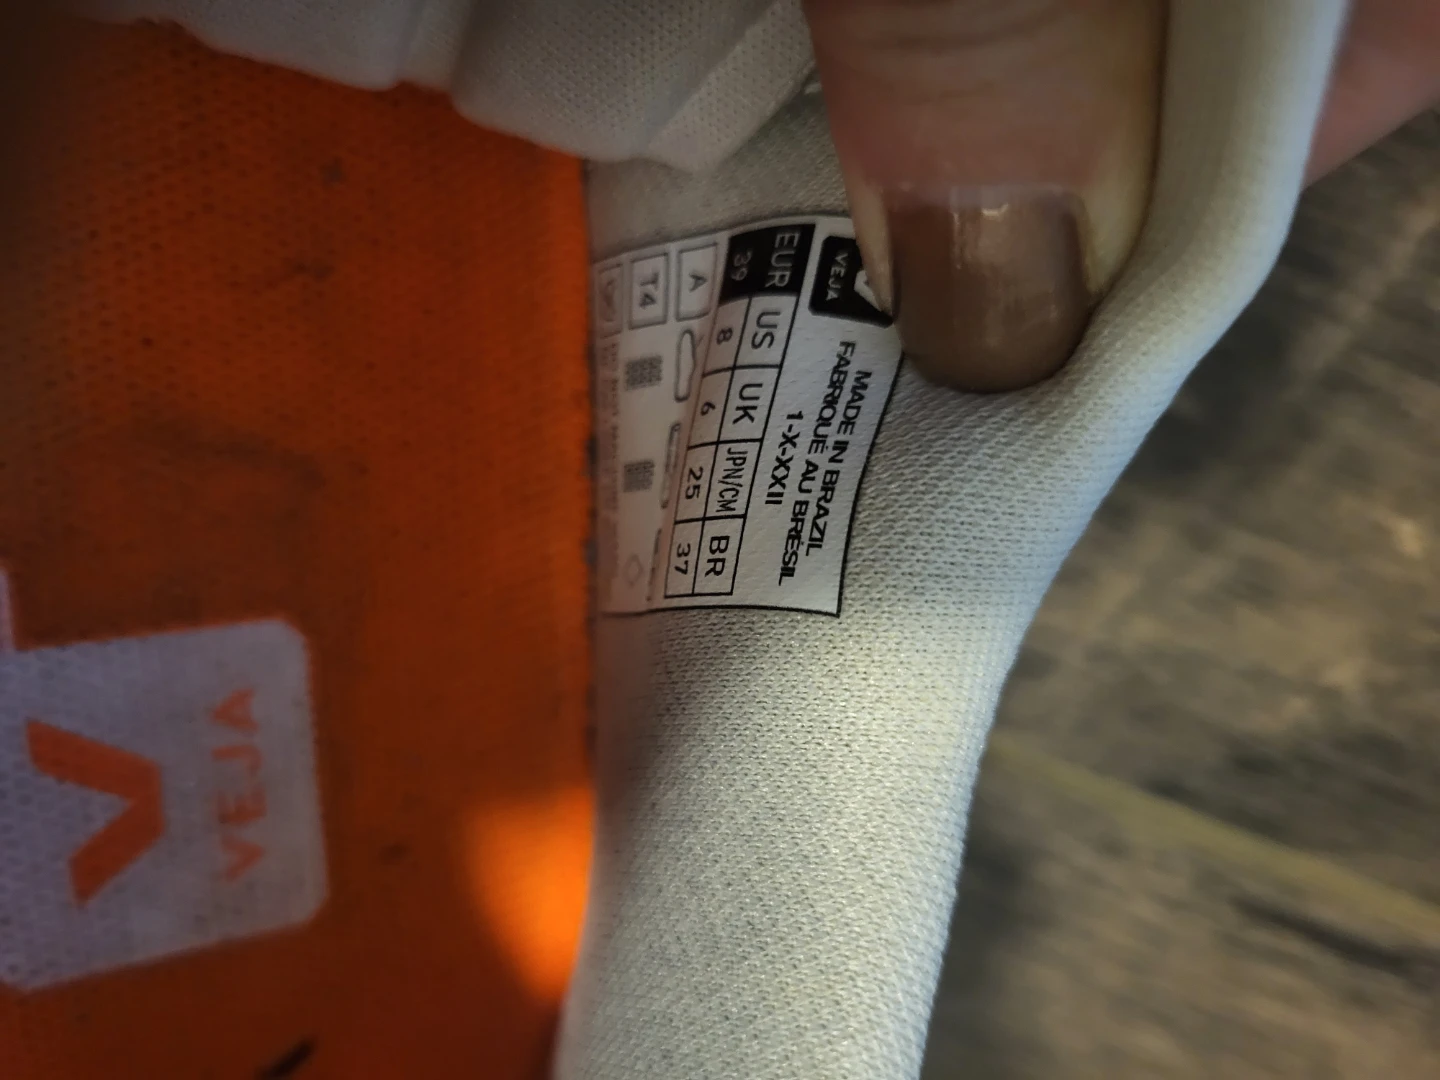 VEJA
MADE IN BRAZIL
FABRIQUÉ AU BRÉSIL
1-X-XXII
EUR US UK JPN/CM BR
39 8 6 25 37
A
T4
VEJA